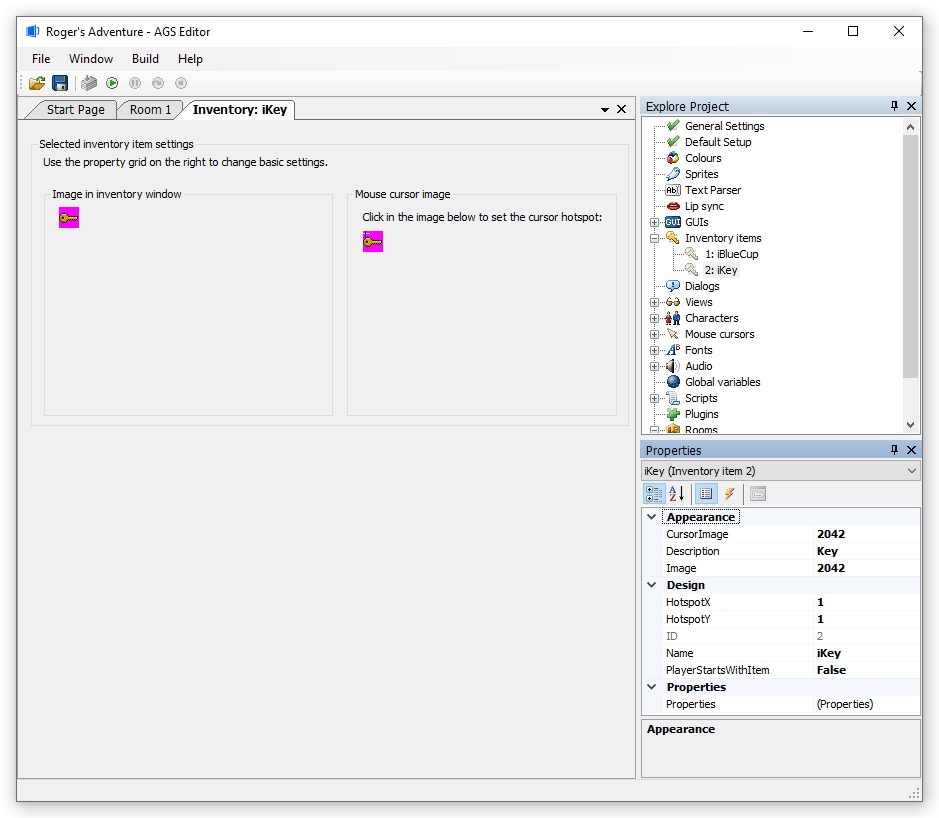 Roger's Adventure - AGS Editor
File Window Build Help
Start Page Room 1 Inventory: iKey
Selected inventory item settings
Use the property grid on the right to change basic settings.
Image in inventory window
Mouse cursor image
Click in the image below to set the cursor hotspot:
Explore Project
General Settings
Default Setup
Colours
Sprites
Ab Text Parser
Lip sync
GUI GUIs
Inventory items
1: iBlueCup
2: iKey
Dialogs
Views
Characters
Mouse cursors
Fonts
Audio
Global variables
Scripts
Plugins
Rooms
Properties
iKey (Inventory item 2)
Appearance
CursorImage 2042
Description Key
Image 2042
Design
HotspotX 1
HotspotY 1
ID 2
Name iKey
PlayerStartsWithItem False
Properties
Properties (Properties)
Appearance